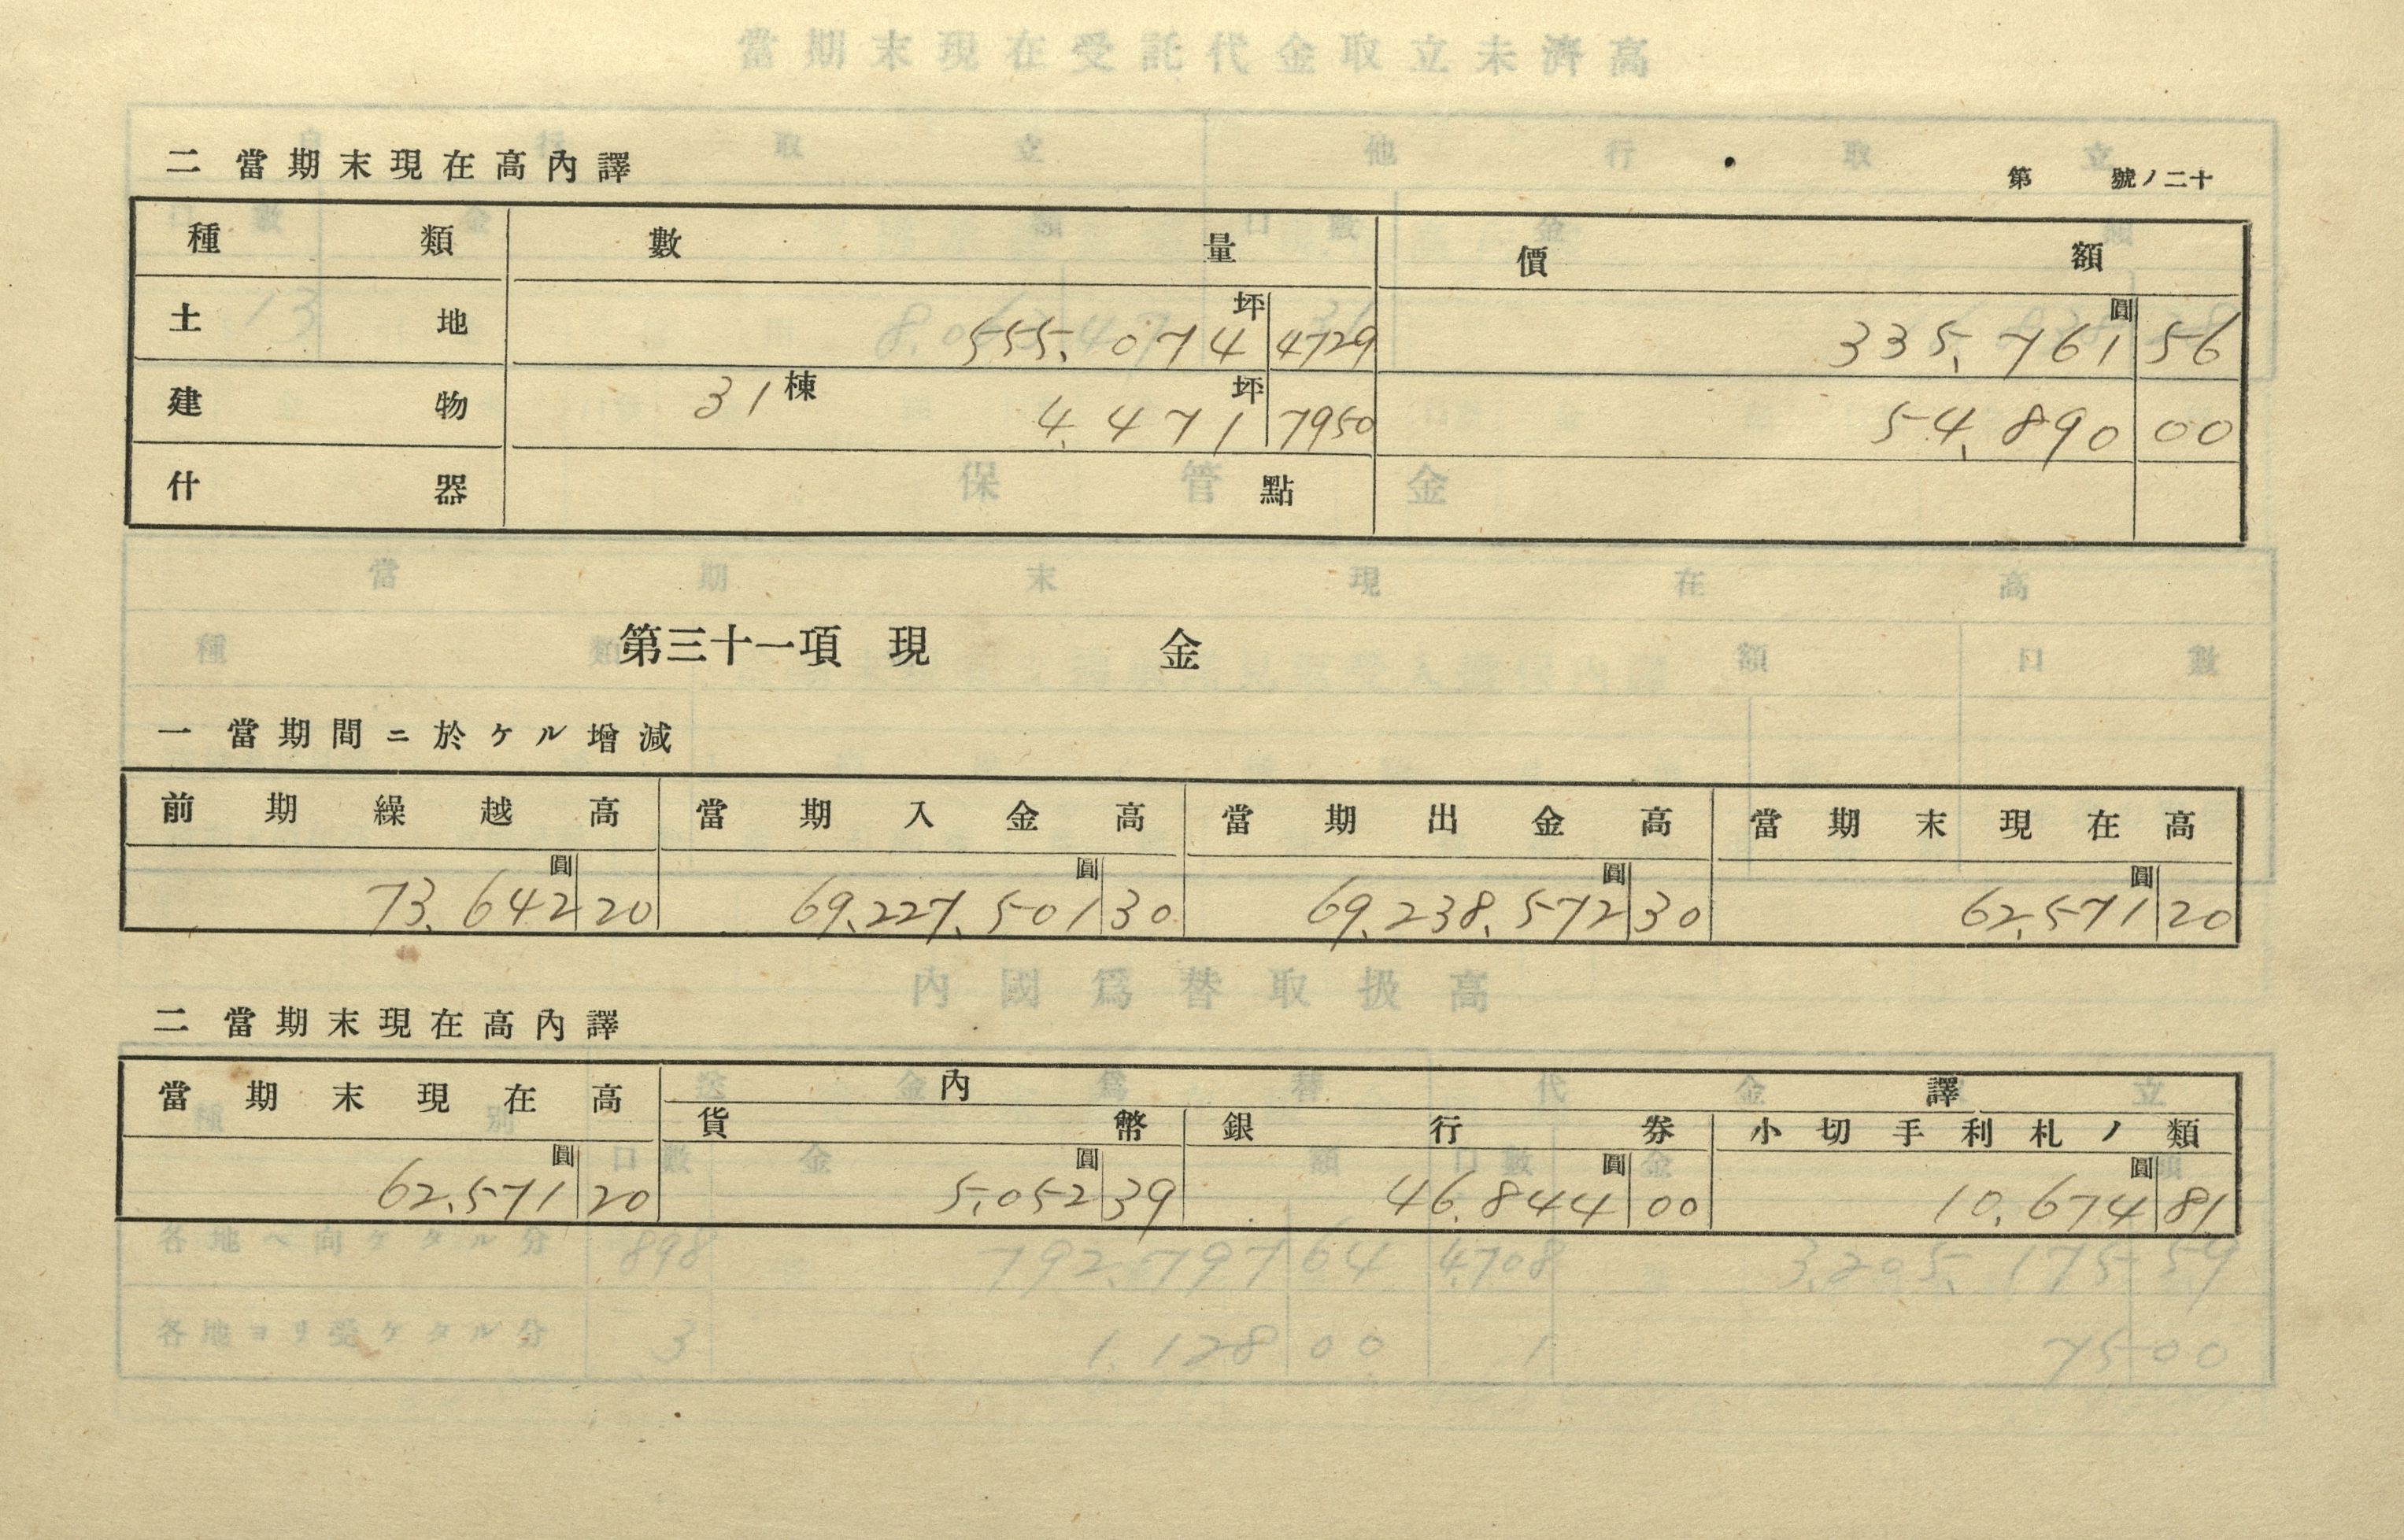 二 當期末現在高內譯
第 號ノ二十
種類 數量 價額
土地 坪 555,074 4729 圓 335,761 56
建物 31棟 坪 4,471 7950 54,890 00
什器 點
第三十一項 現金
一 當期間ニ於ケル增減
前期繰越高 當期入金高 當期出金高 當期末現在高
圓 73,642 20 圓 69,227,501 30 圓 69,238,572 30 圓 62,571 20
二 當期末現在高內譯
當期末現在高 內譯
貨幣 銀行券 小切手利札ノ類
圓 62,571 20 圓 5,052 39 圓 46,844 00 圓 10,674 81